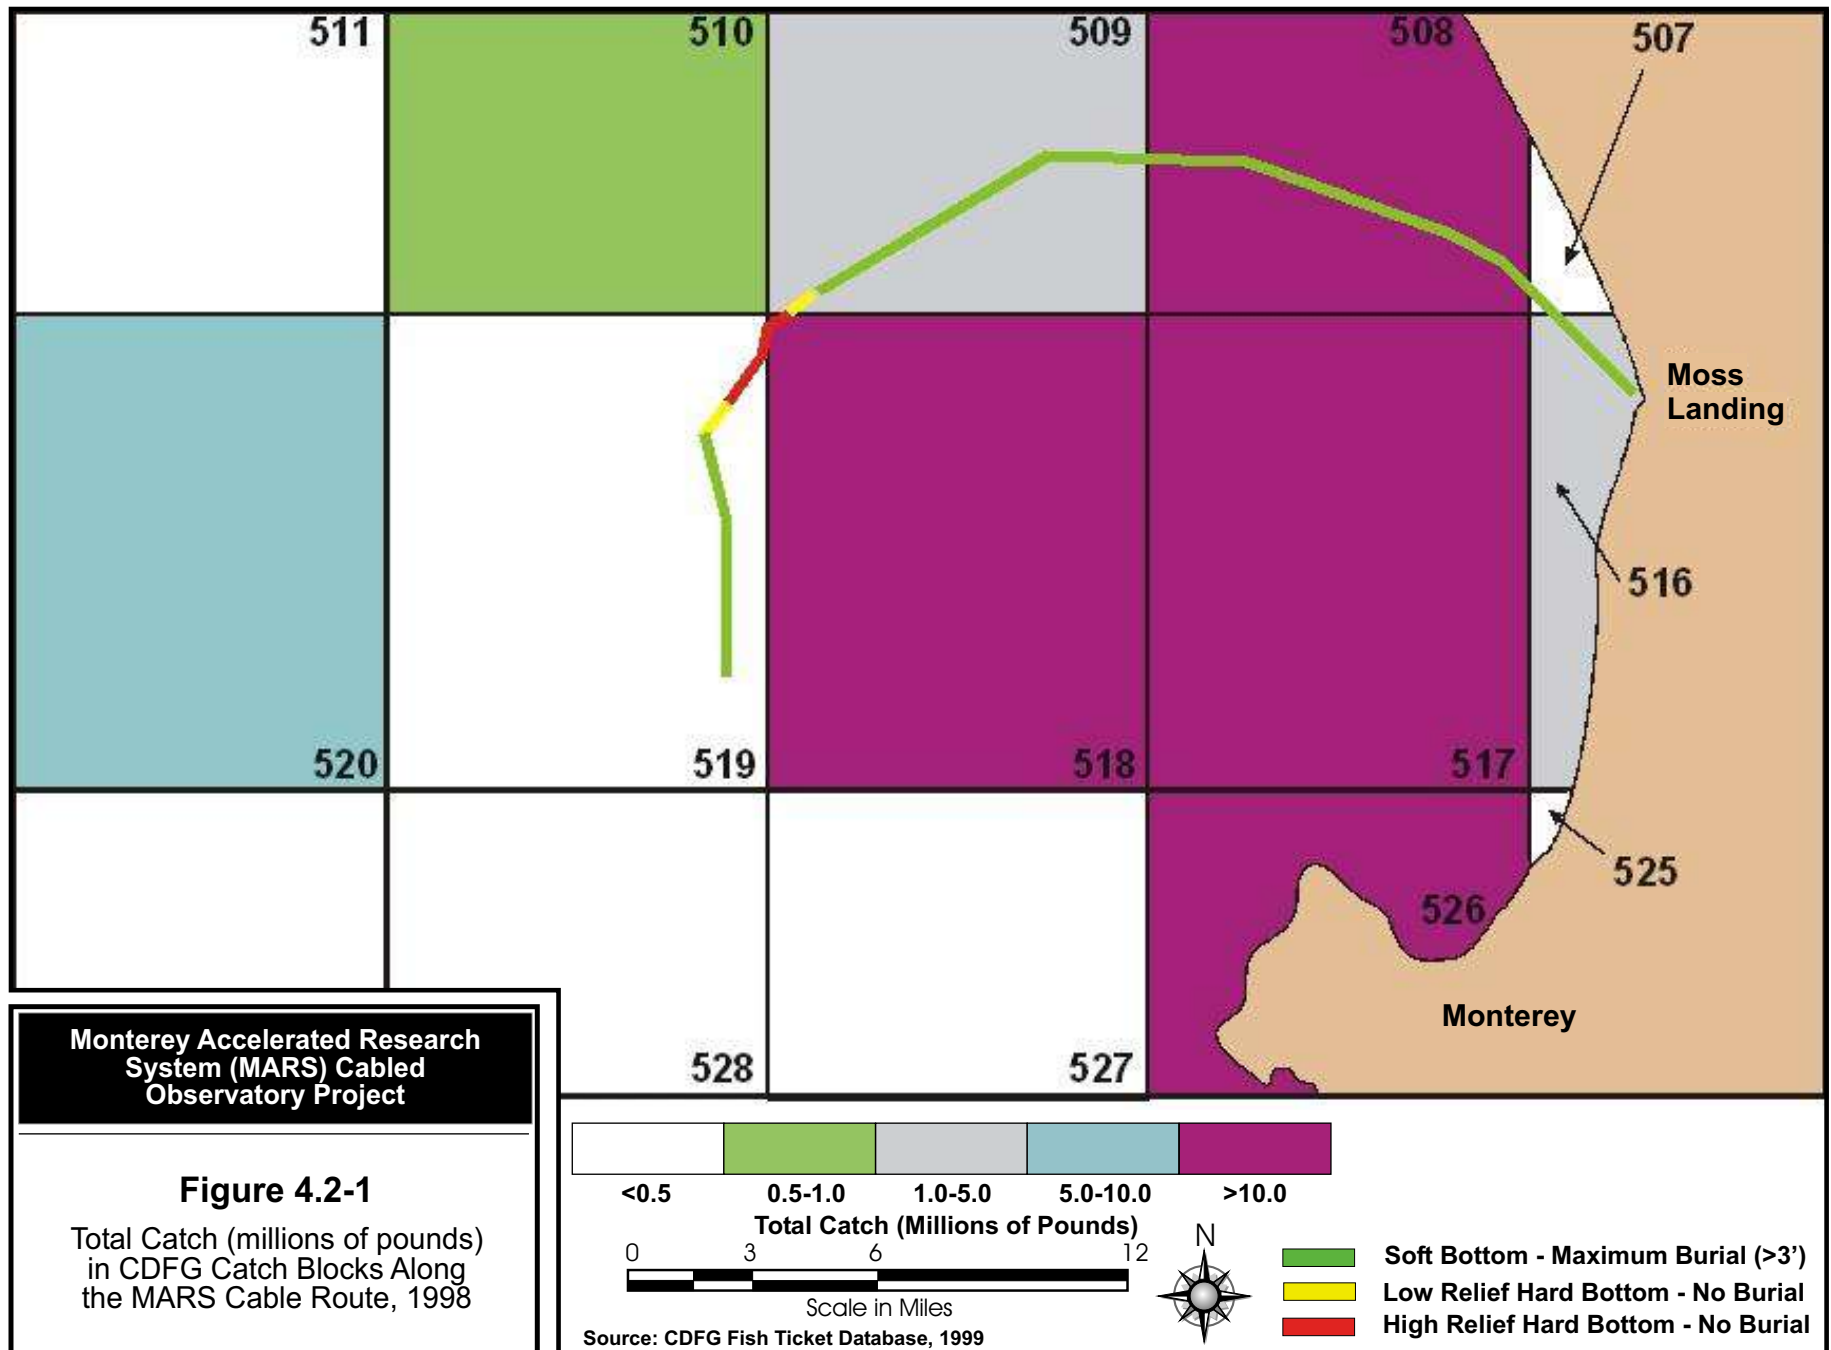 511
510
509
508
507
Moss
Landing
516
520
519
518
517
525
526
Monterey
528
527
Monterey Accelerated Research
System (MARS) Cabled
Observatory Project
Figure 4.2-1
Total Catch (millions of pounds)
in CDFG Catch Blocks Along
the MARS Cable Route, 1998
<0.5 0.5-1.0 1.0-5.0 5.0-10.0 >10.0
Total Catch (Millions of Pounds)
0 3 6 12
Scale in Miles
Source: CDFG Fish Ticket Database, 1999
N
Soft Bottom - Maximum Burial (>3’)
Low Relief Hard Bottom - No Burial
High Relief Hard Bottom - No Burial